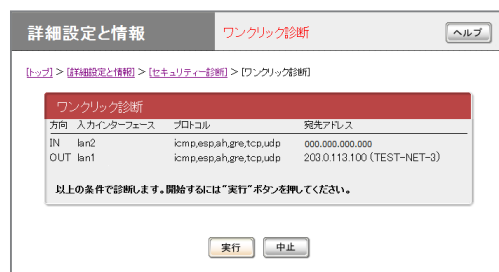 詳細設定と情報 ワンクリック診断 ヘルプ
[トップ] > [詳細設定と情報] > [セキュリティー診断] > [ワンクリック診断]
ワンクリック診断
方向 入力インターフェース プロトコル 宛先アドレス
IN lan2 icmp,esp,ah,gre,tcp,udp 000.000.000.000
OUT lan1 icmp,esp,ah,gre,tcp,udp 203.0.113.100 (TEST-NET-3)
以上の条件で診断します。開始するには"実行"ボタンを押してください。
実行 中止